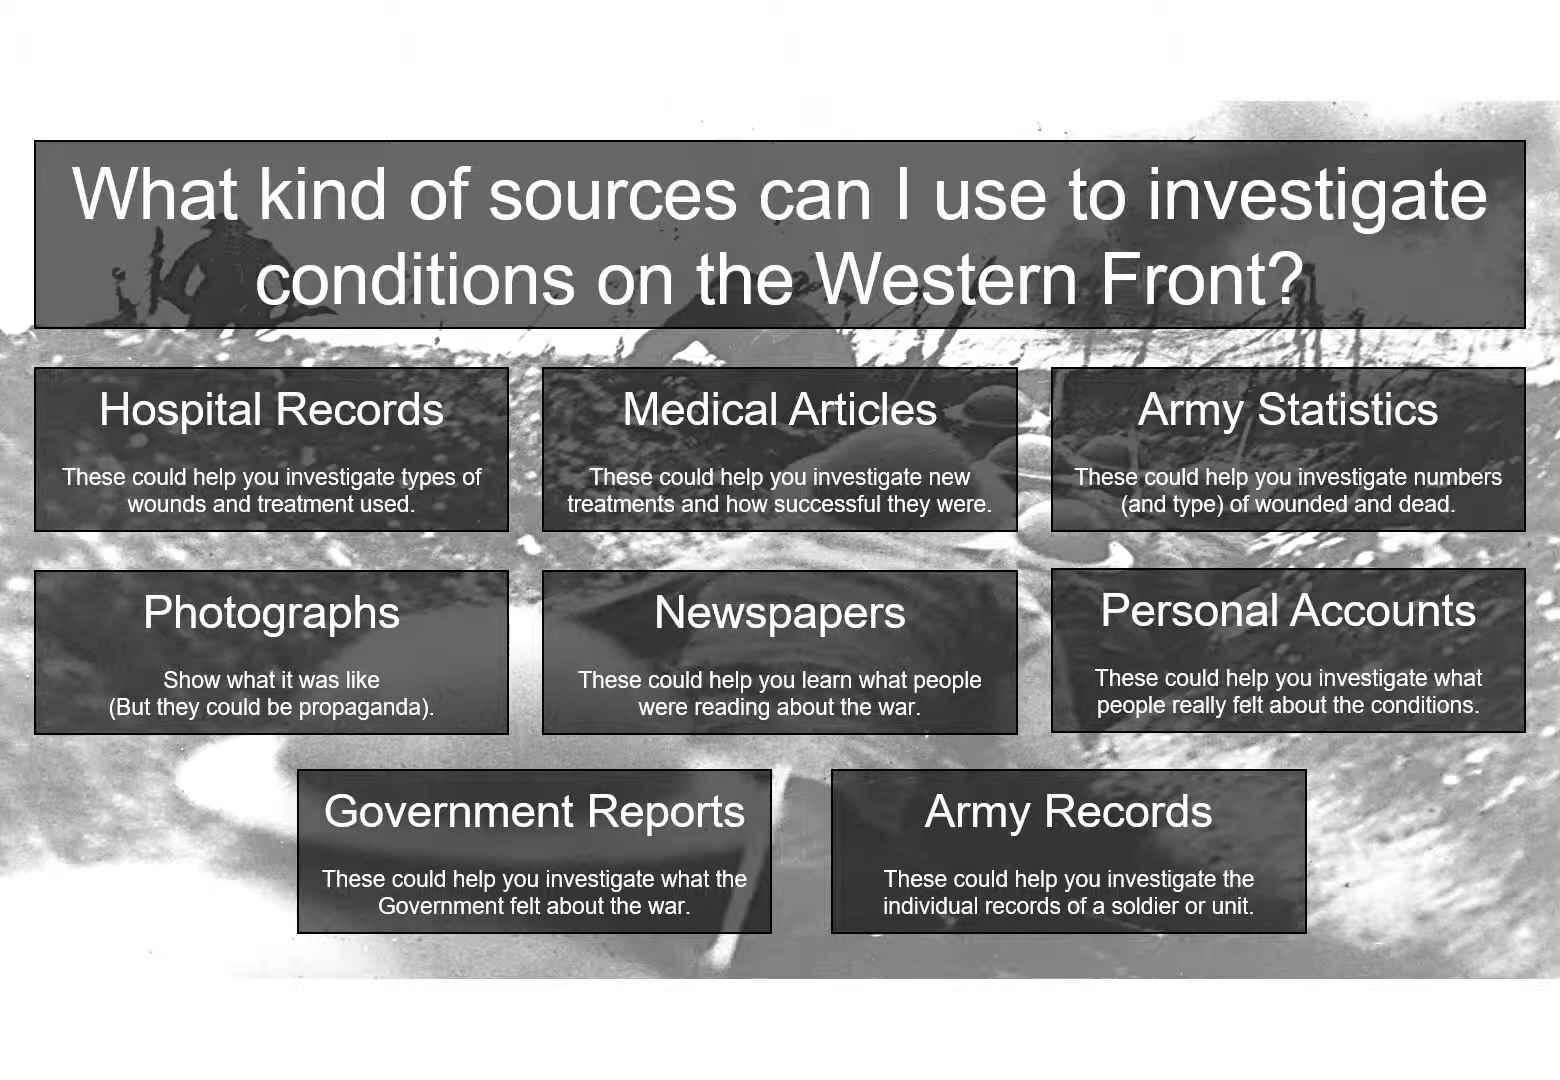 What kind of sources can I use to investigate
conditions on the Western Front?
Hospital Records
These could help you investigate types of
wounds and treatment used.
Medical Articles
These could help you investigate new
treatments and how successful they were.
Army Statistics
These could help you investigate numbers
(and type) of wounded and dead.
Photographs
Show what it was like
(But they could be propaganda).
Newspapers
These could help you learn what people
were reading about the war.
Personal Accounts
These could help you investigate what
people really felt about the conditions.
Government Reports
These could help you investigate what the
Government felt about the war.
Army Records
These could help you investigate the
individual records of a soldier or unit.